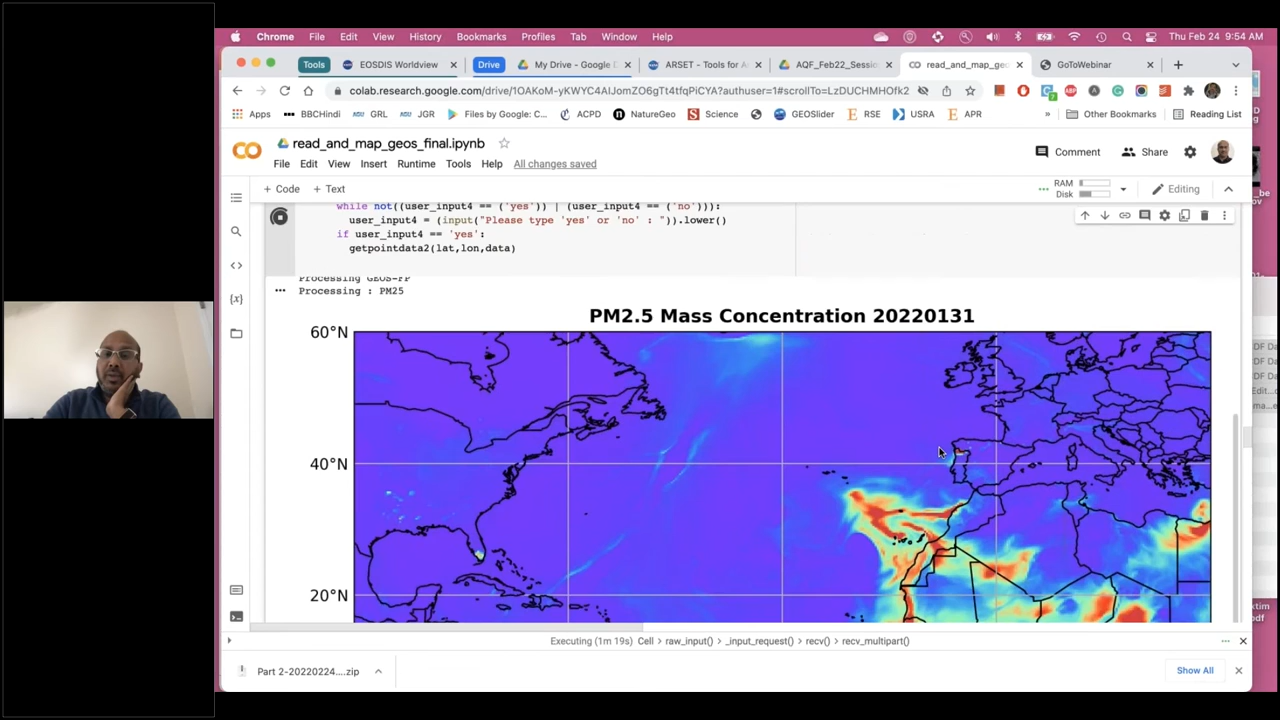 Chrome File Edit View History Bookmarks Profiles Tab Window Help Thu Feb 24 9:54 AM
Tools EOSDIS Worldview Drive My Drive - Google D ARSET - Tools for A AQF_Feb22_Sessio read_and_map_geo GoToWebinar
colab.research.google.com/drive/1OAKoM-yKWYC4AIJomZO6gTt4tfqPiCYA?authuser=1#scrollTo=LzDUCHMHOfk2
Apps BBCHindi GRL JGR Files by Google: C... ACPD NatureGeo Science GEOSlider RSE USRA APR » Other Bookmarks Reading List
read_and_map_geos_final.ipynb
Comment Share
File Edit View Insert Runtime Tools Help All changes saved
+ Code + Text RAM Disk Editing
while not((user_input4 == ('yes')) | (user_input4 == ('no'))):
user_input4 = (input("Please type 'yes' or 'no' : ")).lower()
if user_input4 == 'yes':
getpointdata2(lat,lon,data)
Processing GEOS-FP
Processing : PM25
PM2.5 Mass Concentration 20220131
60°N
40°N
20°N
Executing (1m 19s) Cell > raw_input() > _input_request() > recv() > recv_multipart()
Part 2-20220224....zip Show All